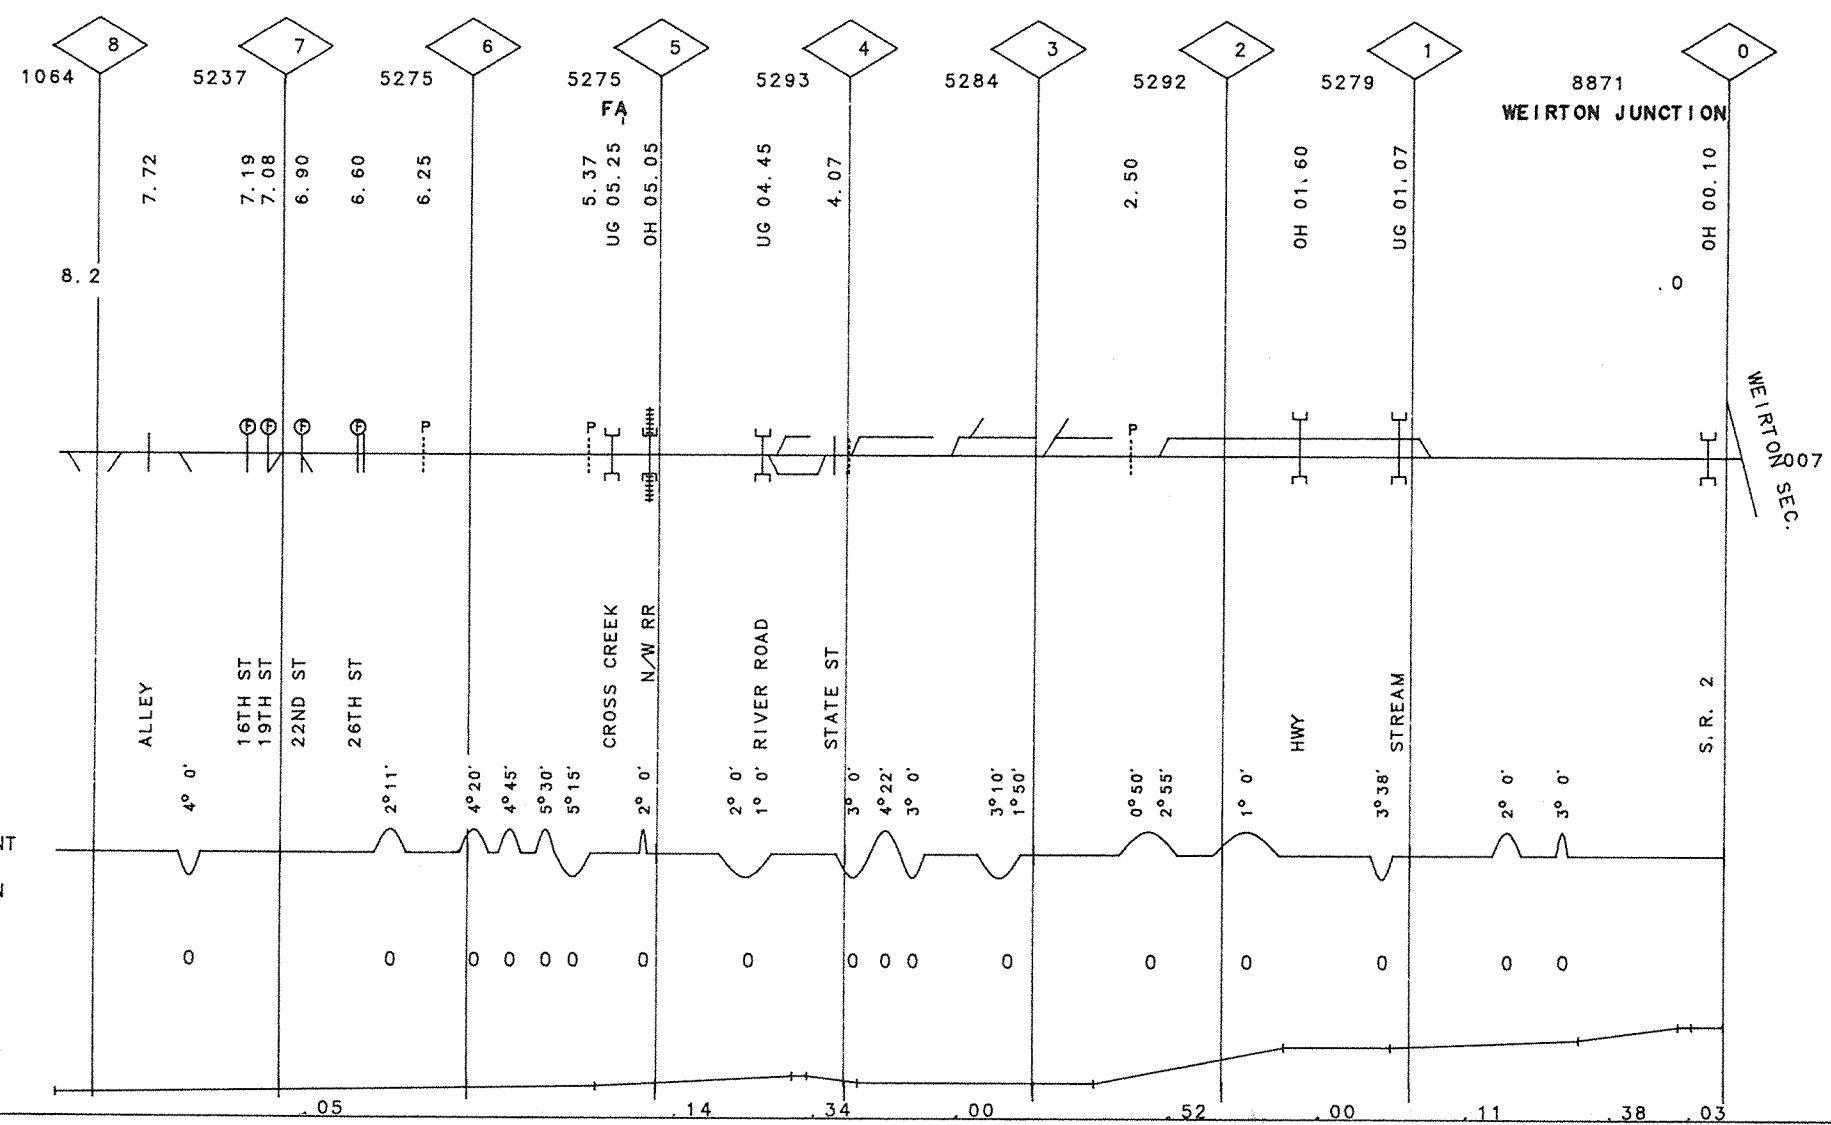 8 7 6 5 4 3 2 1 0
1064 5237 5275 5275 5293 5284 5292 5279 8871
FA WEIRTON JUNCTION
7.72
7.19
7.08
6.90
6.60
6.25
5.37
UG 05.25
OH 05.05
UG 04.45
4.07
2.50
OH 01.60
UG 01.07
OH 00.10
8.2 .0
F F F F P P P
WEIRTON SEC.
007
ALLEY
16TH ST
19TH ST
22ND ST
26TH ST
CROSS CREEK
N/W RR
RIVER ROAD
STATE ST
HWY
STREAM
S.R. 2
4° 0'
2°11'
4°20'
4°45'
5°30'
5°15'
2° 0'
2° 0'
1° 0'
3° 0'
4°22'
3° 0'
3°10'
1°50'
0°50'
2°55'
1° 0'
3°38'
2° 0'
3° 0'
NT
N
0 0 0 0 0 0 0 0 0 0 0 0 0 0 0 0 0
.05 .14 .34 .00 .52 .00 .11 .38 .03